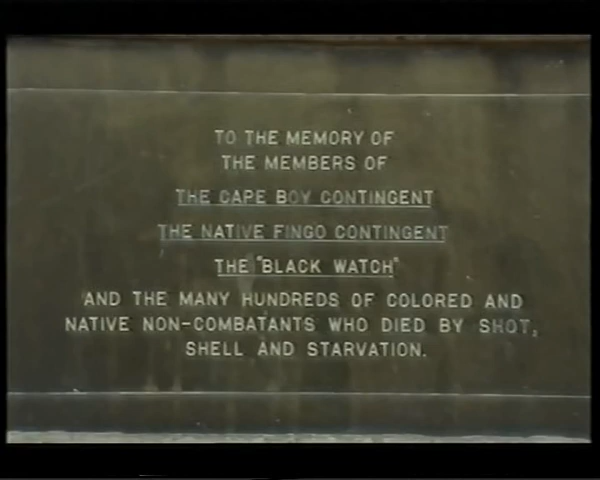 TO THE MEMORY OF
THE MEMBERS OF
THE CAPE BOY CONTINGENT
THE NATIVE FINGO CONTINGENT
THE "BLACK WATCH"
AND THE MANY HUNDREDS OF COLORED AND
NATIVE NON-COMBATANTS WHO DIED BY SHOT,
SHELL AND STARVATION.